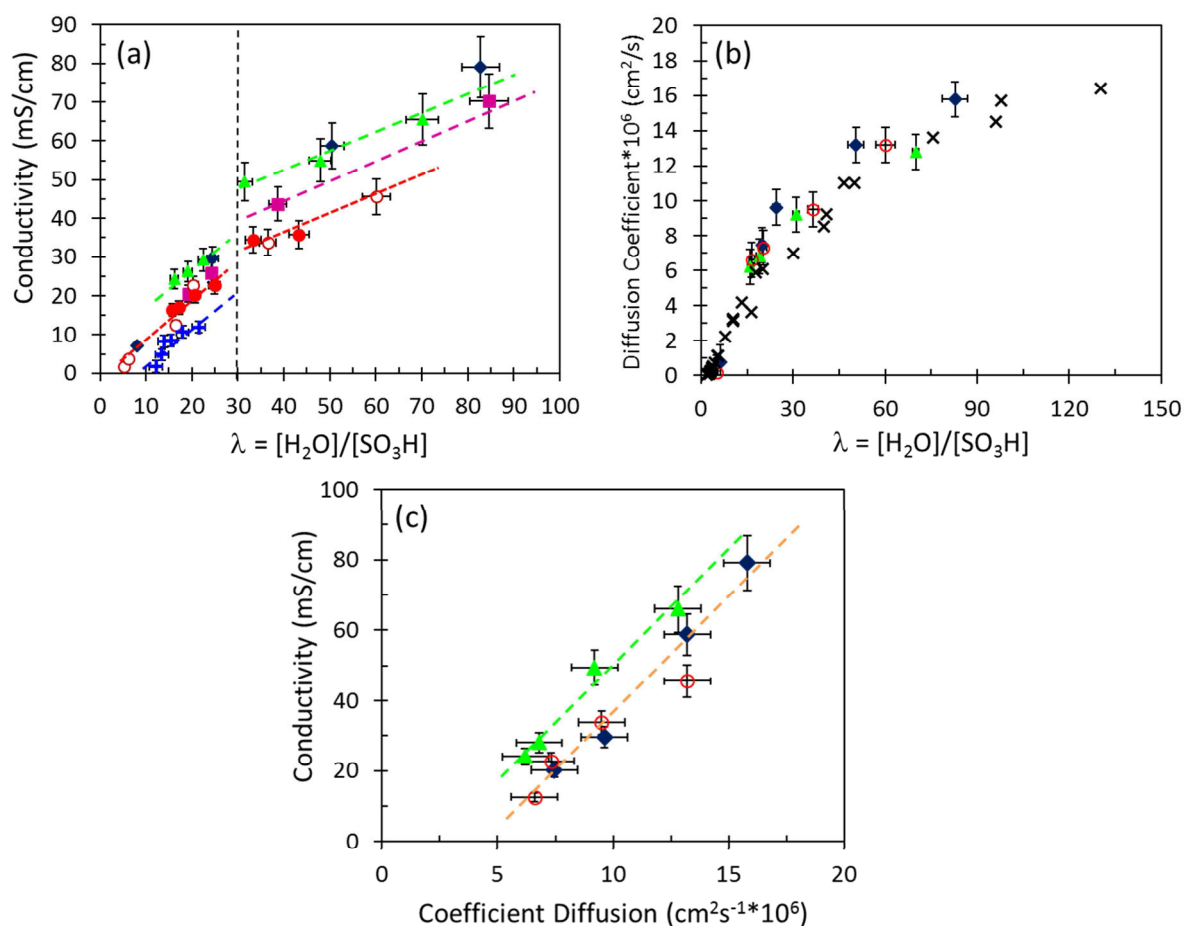 (a)
Conductivity (mS/cm)
90
80
70
60
50
40
30
20
10
0
0 10 20 30 40 50 60 70 80 90 100
λ = [H₂O]/[SO₃H]
(b)
Diffusion Coefficient*10⁶ (cm²/s)
20
18
16
14
12
10
8
6
4
2
0
0 30 60 90 120 150
λ = [H₂O]/[SO₃H]
(c)
Conductivity (mS/cm)
100
80
60
40
20
0
0 5 10 15 20
Coefficient Diffusion (cm²s⁻¹*10⁶)